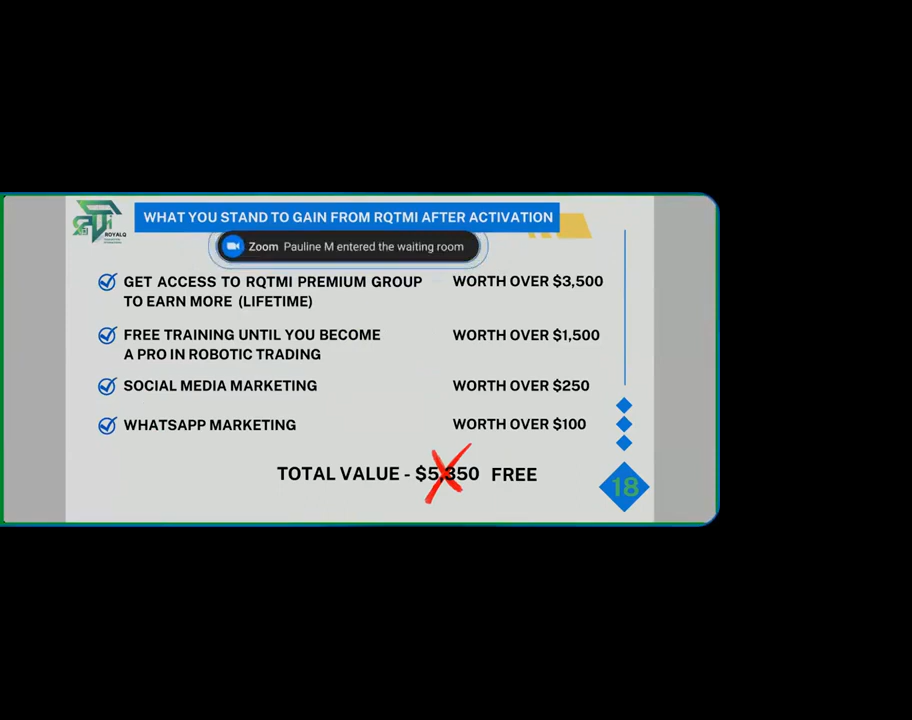 WHAT YOU STAND TO GAIN FROM RQTMI AFTER ACTIVATION
ROYALQ
Zoom Pauline M entered the waiting room
GET ACCESS TO RQTMI PREMIUM GROUP WORTH OVER $3,500
TO EARN MORE (LIFETIME)
FREE TRAINING UNTIL YOU BECOME WORTH OVER $1,500
A PRO IN ROBOTIC TRADING
SOCIAL MEDIA MARKETING WORTH OVER $250
WHATSAPP MARKETING WORTH OVER $100
TOTAL VALUE - $5,350 FREE
18